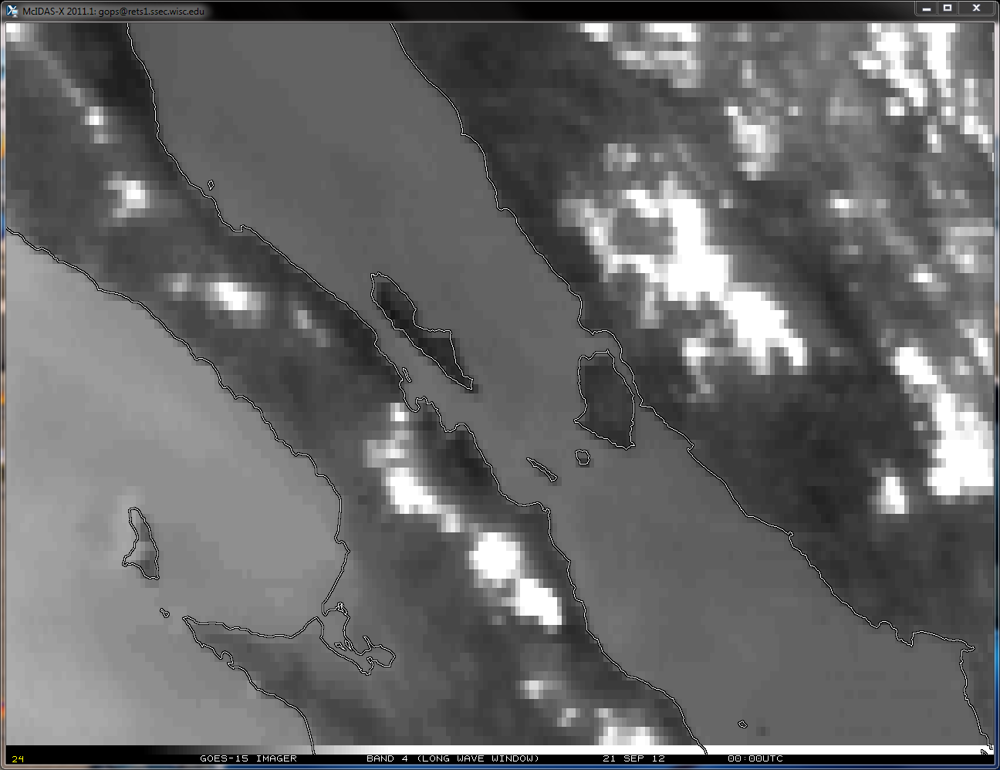 McIDAS-X 2011.1: gops@rets1.ssec.wisc.edu
24 GOES-15 IMAGER BAND 4 (LONG WAVE WINDOW) 21 SEP 12 00:00UTC